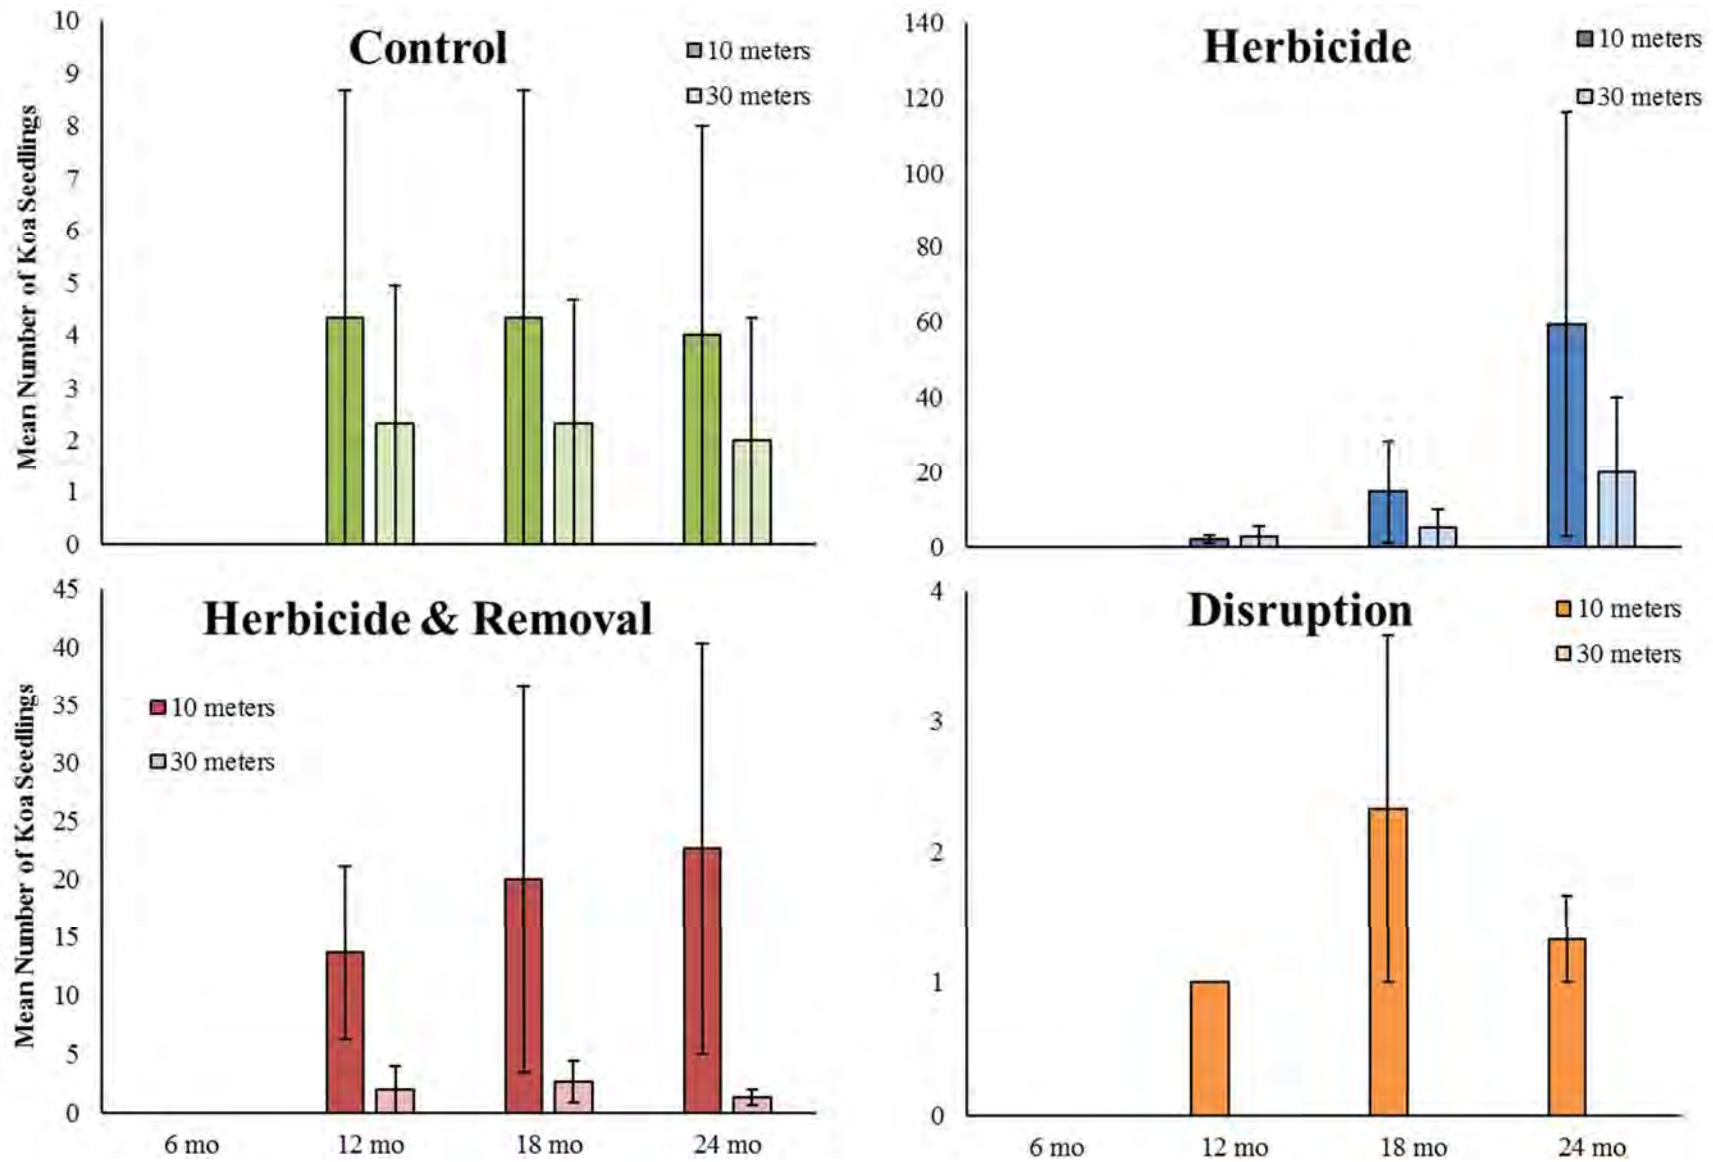 Control
10 meters
30 meters
Mean Number of Koa Seedlings
10
9
8
7
6
5
4
3
2
1
0
Herbicide
10 meters
30 meters
140
120
100
80
60
40
20
0
Herbicide & Removal
10 meters
30 meters
Mean Number of Koa Seedlings
45
40
35
30
25
20
15
10
5
0
6 mo 12 mo 18 mo 24 mo
Disruption
10 meters
30 meters
4
3
2
1
0
6 mo 12 mo 18 mo 24 mo